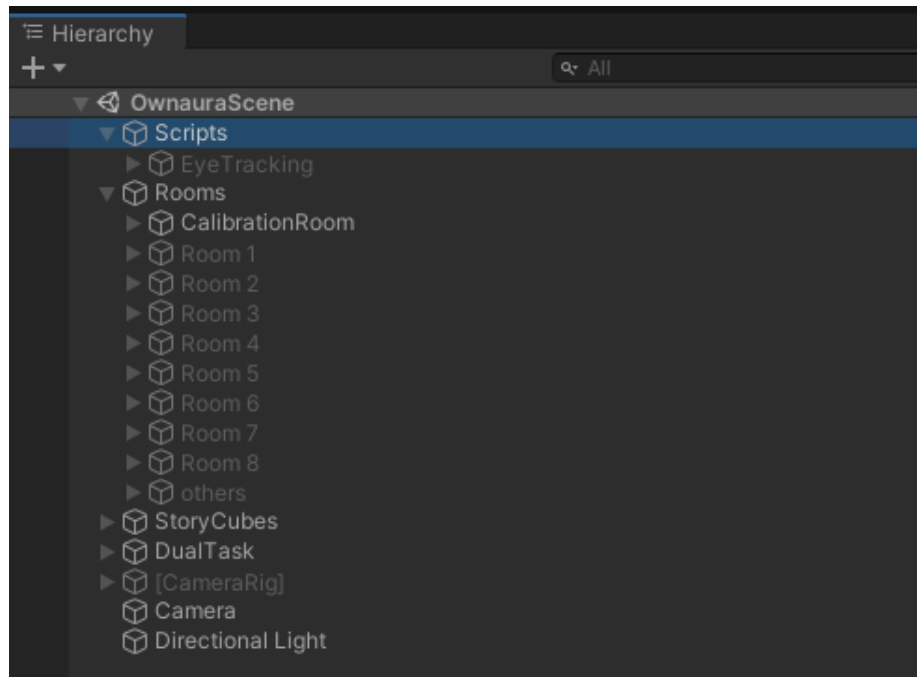 Hierarchy
All
OwnauraScene
Scripts
EyeTracking
Rooms
CalibrationRoom
Room 1
Room 2
Room 3
Room 4
Room 5
Room 6
Room 7
Room 8
others
StoryCubes
DualTask
[CameraRig]
Camera
Directional Light